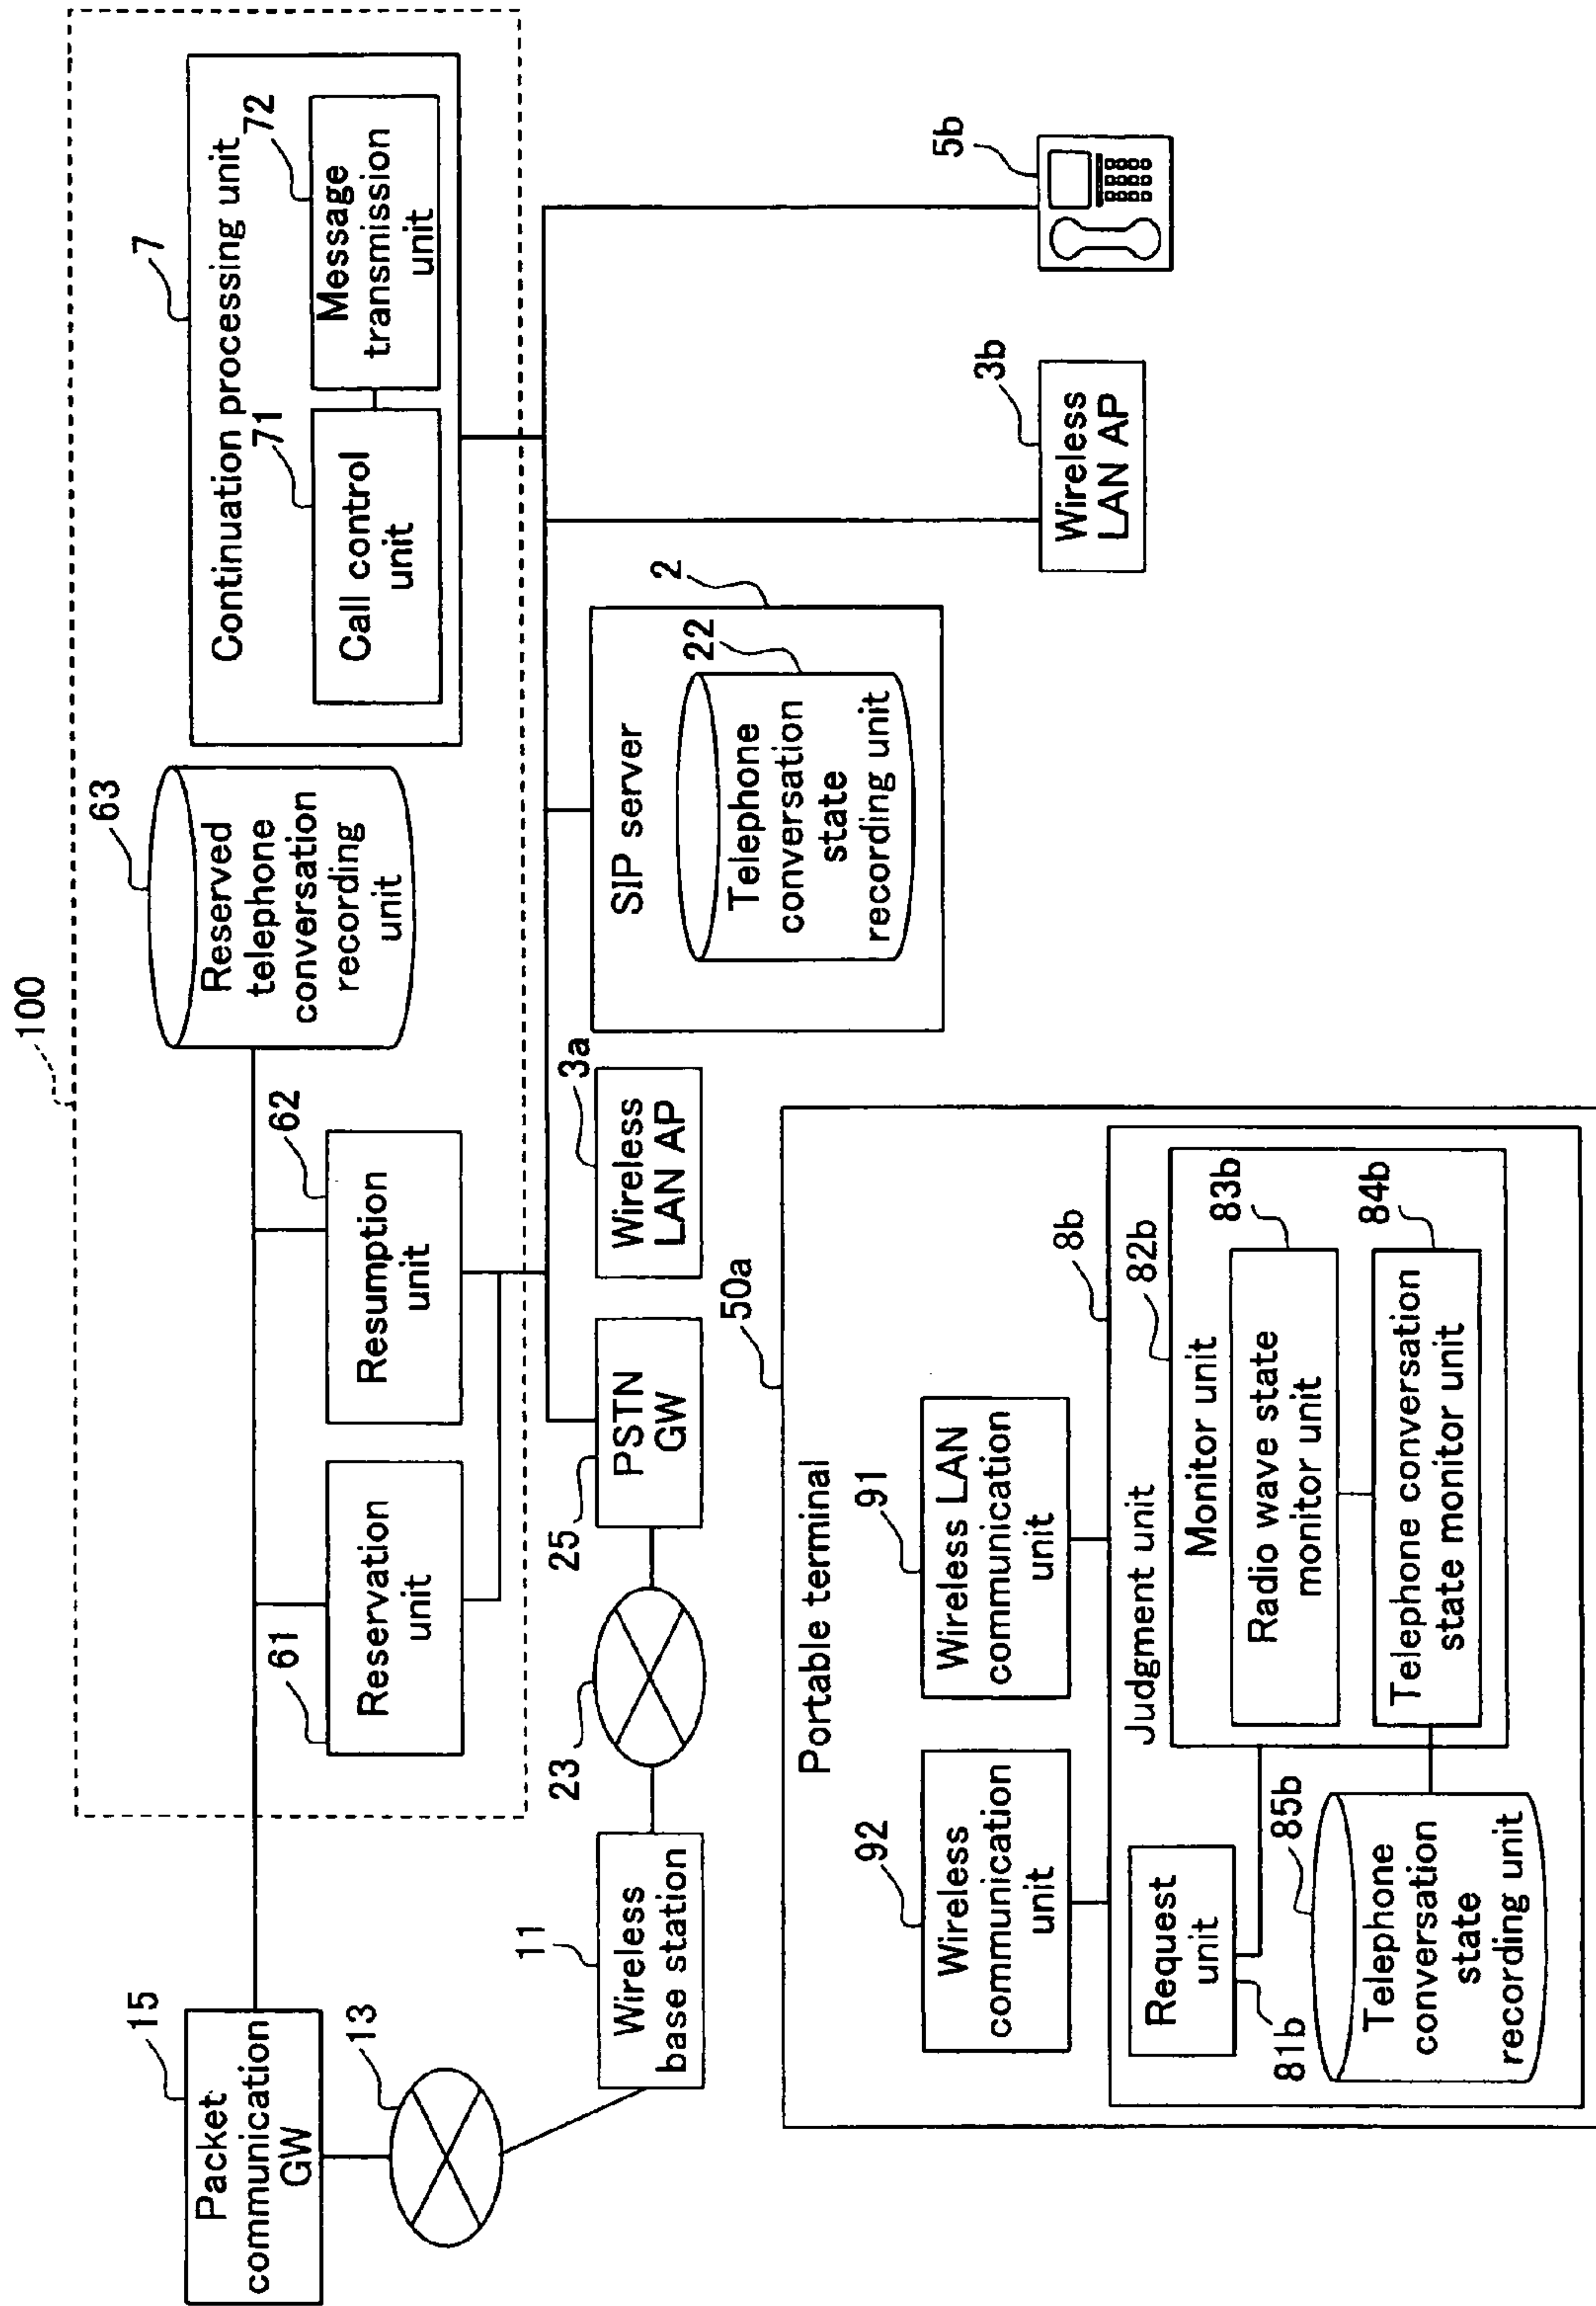 100
15
Packet
communication
GW
13
11
Wireless
base station
23
25
PSTN
GW
61
Reservation
unit
62
Resumption
unit
63
Reserved
telephone
conversation
recording
unit
7
Continuation processing unit
71
Call control
unit
72
Message
transmission
unit
3a
Wireless
LAN AP
2
SIP server
22
Telephone
conversation
state
recording unit
3b
Wireless
LAN AP
5b
50a
Portable terminal
92
Wireless
communication
unit
91
Wireless LAN
communication
unit
8b
Judgment unit
81b
Request
unit
82b
Monitor unit
83b
Radio wave state
monitor unit
84b
Telephone conversation
state monitor unit
85b
Telephone
conversation
state
recording unit